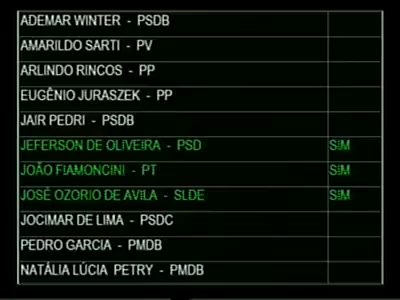 ADEMAR WINTER - PSDB
AMARILDO SARTI - PV
ARLINDO RINCOS - PP
EUGÊNIO JURASZEK - PP
JAIR PEDRI - PSDB
JEFERSON DE OLIVEIRA - PSD SIM
JOÃO FIAMONCINI - PT SIM
JOSÉ OZORIO DE AVILA - SLDE SIM
JOCIMAR DE LIMA - PSDC
PEDRO GARCIA - PMDB
NATÁLIA LÚCIA PETRY - PMDB